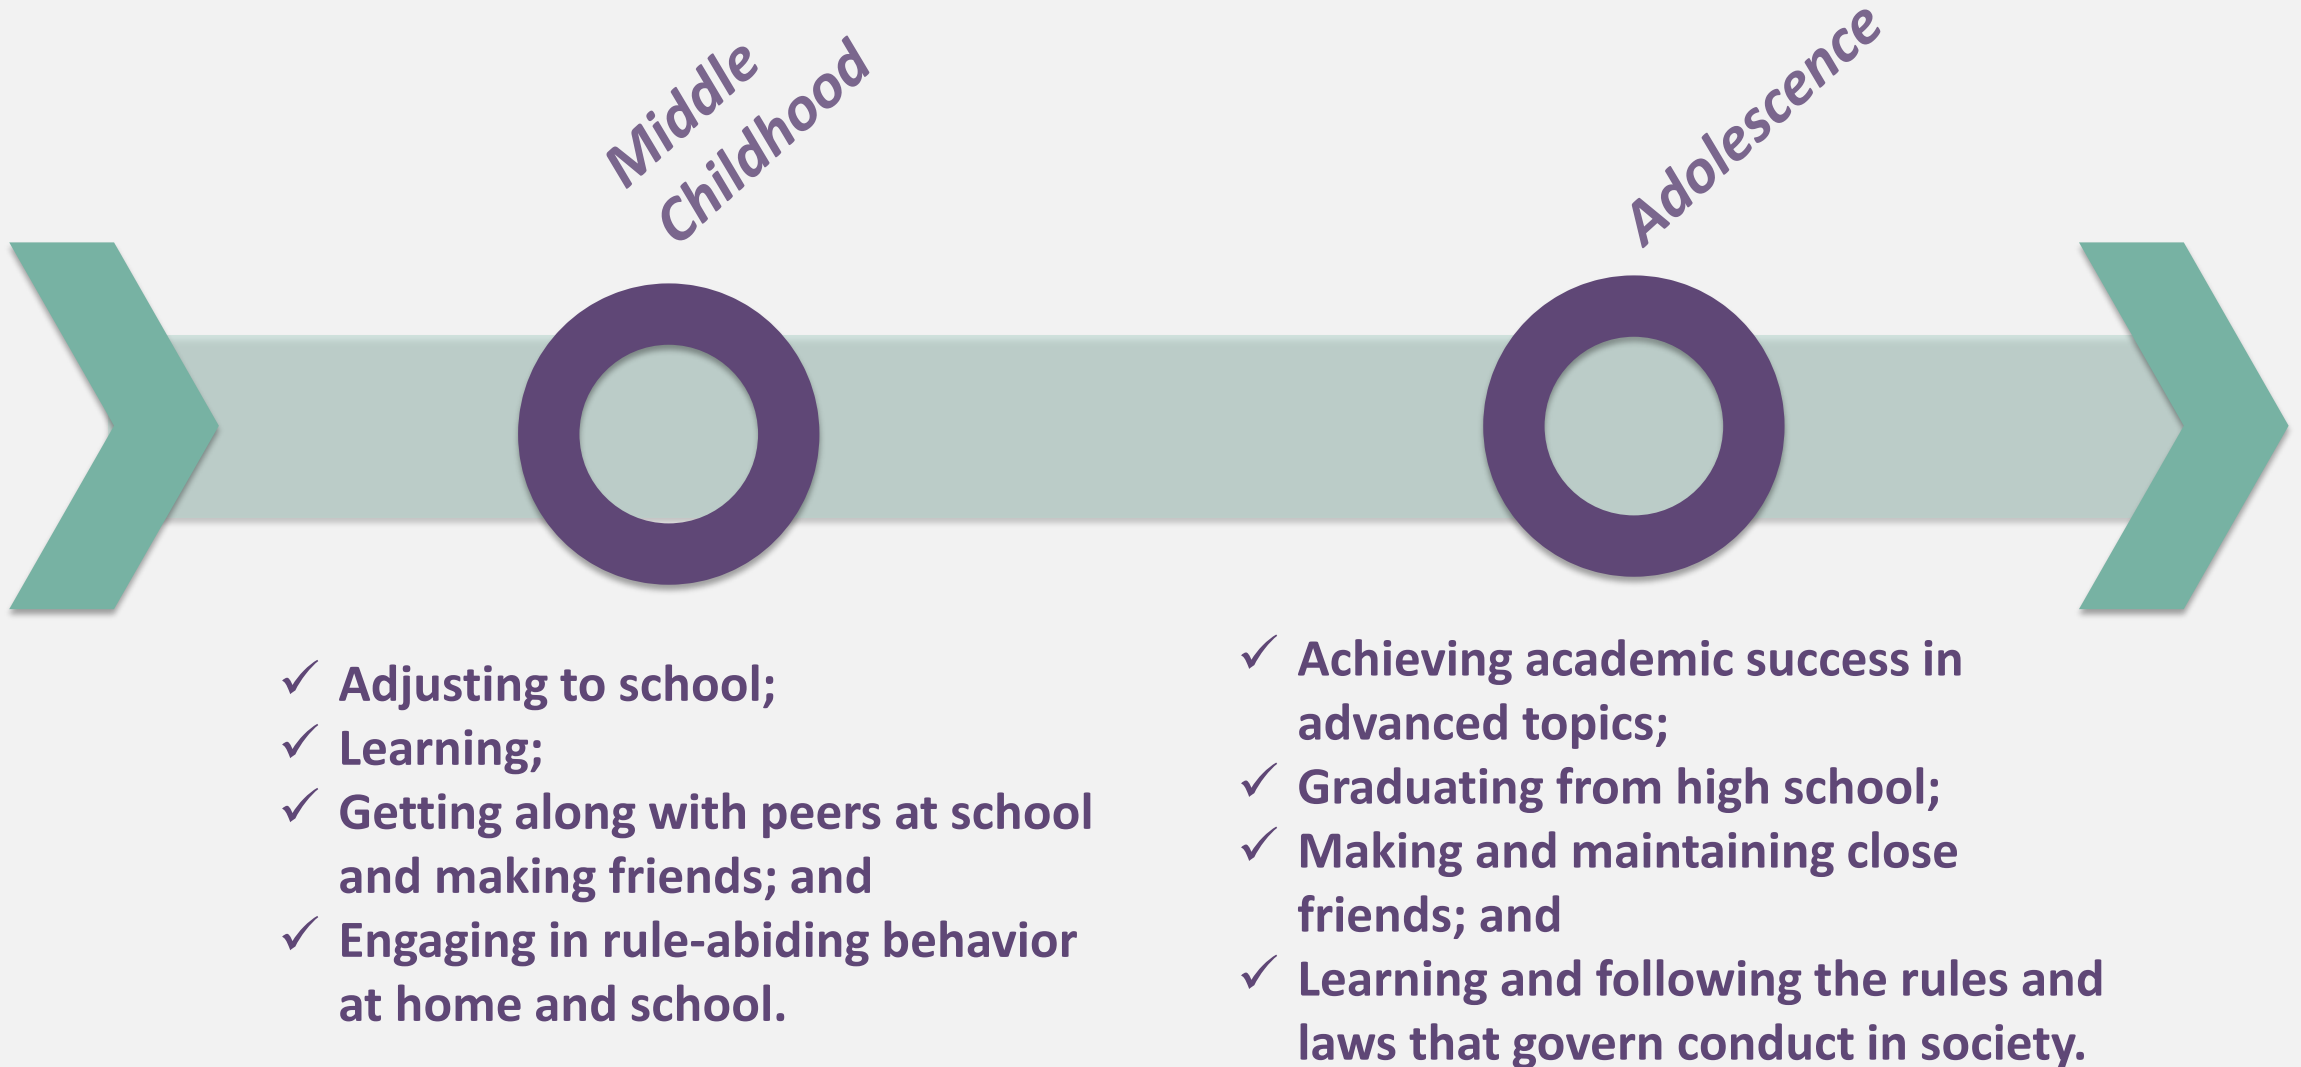 Middle
Childhood
Adolescence
✓ Adjusting to school;
✓ Learning;
✓ Getting along with peers at school
and making friends; and
✓ Engaging in rule-abiding behavior
at home and school.
✓ Achieving academic success in
advanced topics;
✓ Graduating from high school;
✓ Making and maintaining close
friends; and
✓ Learning and following the rules and
laws that govern conduct in society.